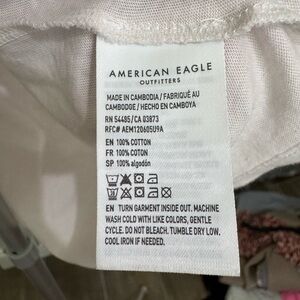 AMERICAN EAGLE
OUTFITTERS
MADE IN CAMBODIA / FABRIQUÉ AU
CAMBODGE / HECHO EN CAMBOYA
RN 54485/CA 03873
RFC# AEM120605U9A
EN 100% COTTON
FR 100% COTON
SP 100% algodón
EN TURN GARMENT INSIDE OUT. MACHINE
WASH COLD WITH LIKE COLORS, GENTLE
CYCLE. DO NOT BLEACH. TUMBLE DRY LOW.
COOL IRON IF NEEDED.